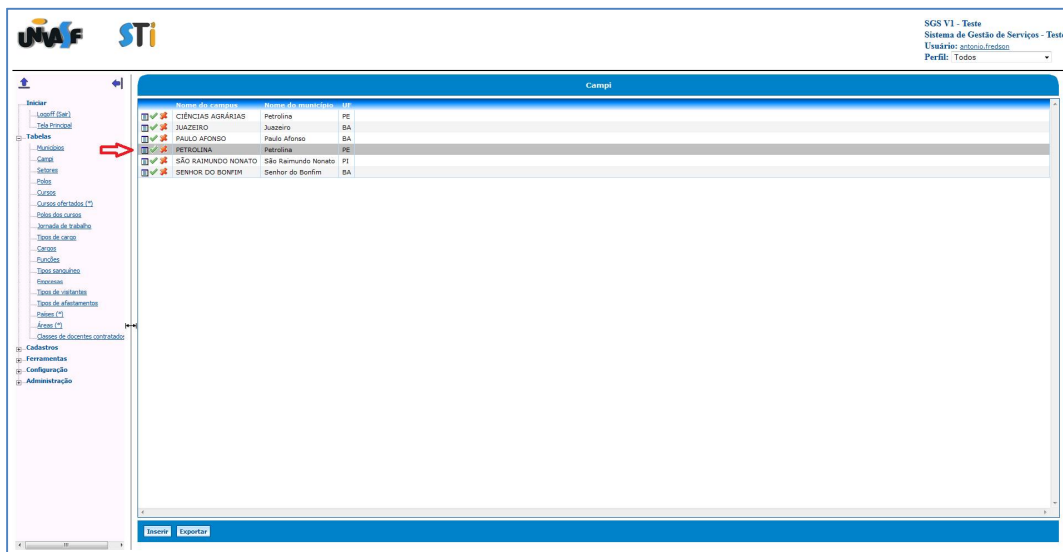 UNIVASF
STi
SGS V1 - Teste
Sistema de Gestão de Serviços - Teste
Usuário: antonio.fredson
Perfil: Todos
Campi
Iniciar
Logoff (Sair)
Tela Principal
Tabelas
Municípios
Campi
Setores
Polos
Cursos
Cursos ofertados (*)
Polos dos cursos
Jornada de trabalho
Tipos de cargo
Cargos
Funções
Tipos sanguíneo
Empresas
Tipos de visitantes
Tipos de afastamentos
Países (*)
Áreas (*)
Classes de docentes contratados
Cadastros
Ferramentas
Configuração
Administração
Nome do campus Nome do município UF
CIÊNCIAS AGRÁRIAS Petrolina PE
JUAZEIRO Juazeiro BA
PAULO AFONSO Paulo Afonso BA
PETROLINA Petrolina PE
SÃO RAIMUNDO NONATO São Raimundo Nonato PI
SENHOR DO BONFIM Senhor do Bonfim BA
Inserir Exportar